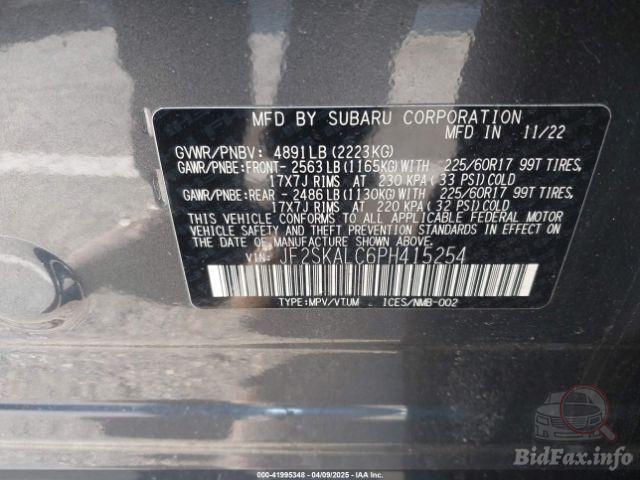 MFD BY SUBARU CORPORATION
MFD IN 11/22
GVWR/PNBV: 4891LB(2223KG)
GAWR/PNBE:FRONT- 2563LB(1165KG)WITH 225/60R17 99T TIRES,
17X7J RIMS AT 230 KPA(33 PSI)COLD
GAWR/PNBE:REAR - 2486LB(1130KG)WITH 225/60R17 99T TIRES,
17X7J RIMS AT 220 KPA(32 PSI)COLD
THIS VEHICLE CONFORMS TO ALL APPLICABLE FEDERAL MOTOR
VEHICLE SAFETY AND THEFT PREVENTION STANDARDS IN EFFECT
ON THE DATE OF MANUFACTURE SHOWN ABOVE.
VIN: JF2SKALC6PH415254
TYPE:MPV/VTUM ICES/NMB-002
BidFax.info
000-41995348 - 04/09/2025 - IAA Inc.